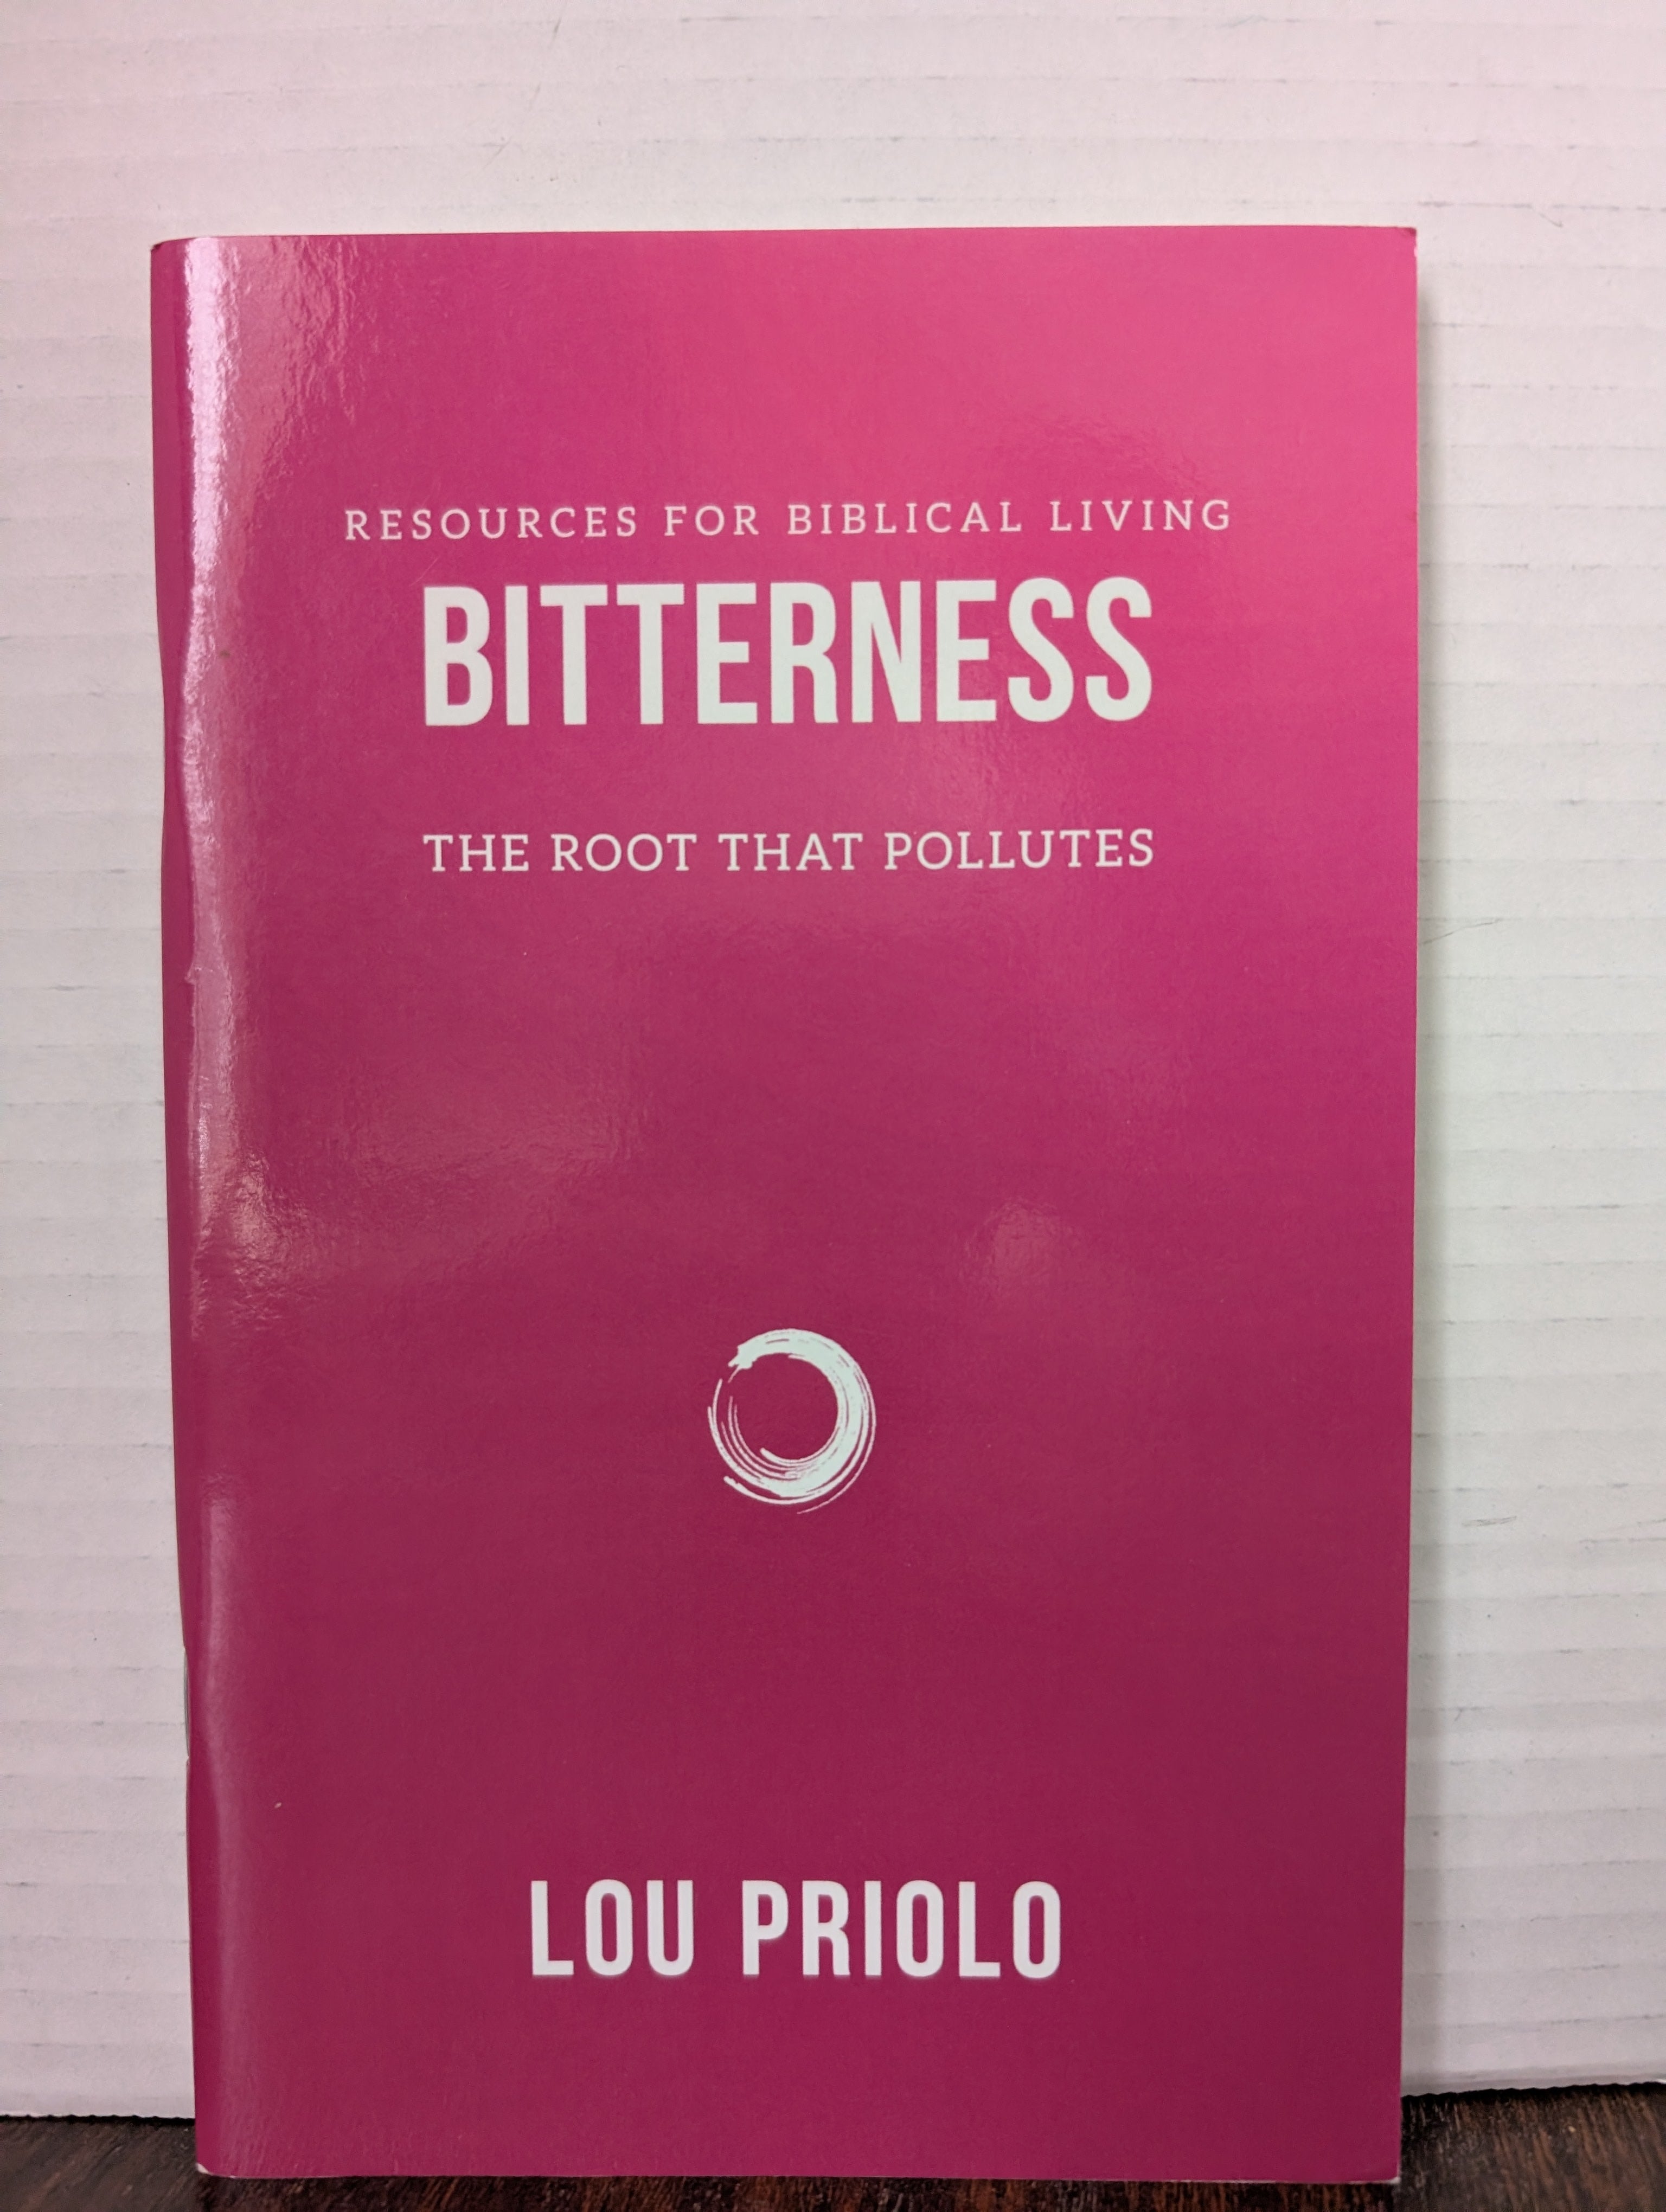 RESOURCES FOR BIBLICAL LIVING
BITTERNESS
THE ROOT THAT POLLUTES
LOU PRIOLO